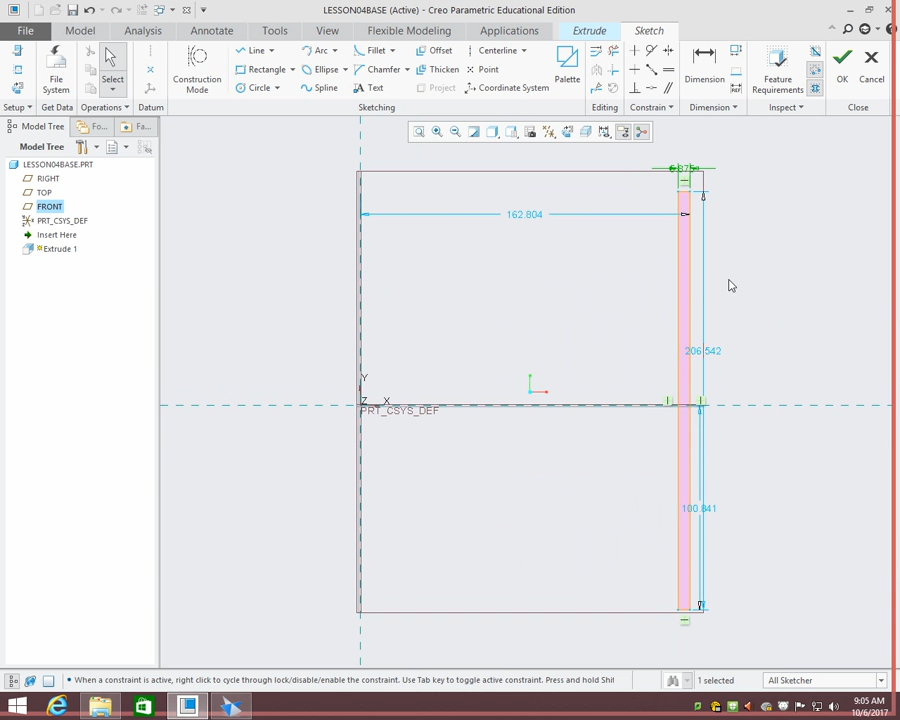 LESSON04BASE (Active) - Creo Parametric Educational Edition
File Model Analysis Annotate Tools View Flexible Modeling Applications Extrude Sketch
Line Arc Fillet Offset Centerline
Rectangle Ellipse Chamfer Thicken Point
Circle Spline Text Project Coordinate System
File System
Select
Construction Mode
Palette
Dimension
Feature Requirements
OK Cancel
Setup Get Data Operations Datum Sketching Editing Constrain Dimension Inspect Close
Model Tree Fo... Fa...
Model Tree
LESSON04BASE.PRT
RIGHT
TOP
FRONT
PRT_CSYS_DEF
Insert Here
Extrude 1
162.804
206.542
Y
Z X
PRT_CSYS_DEF
100.841
When a constraint is active, right click to cycle through lock/disable/enable the constraint. Use Tab key to toggle active constraint. Press and hold Shif
1 selected
All Sketcher
9:05 AM
10/6/2017